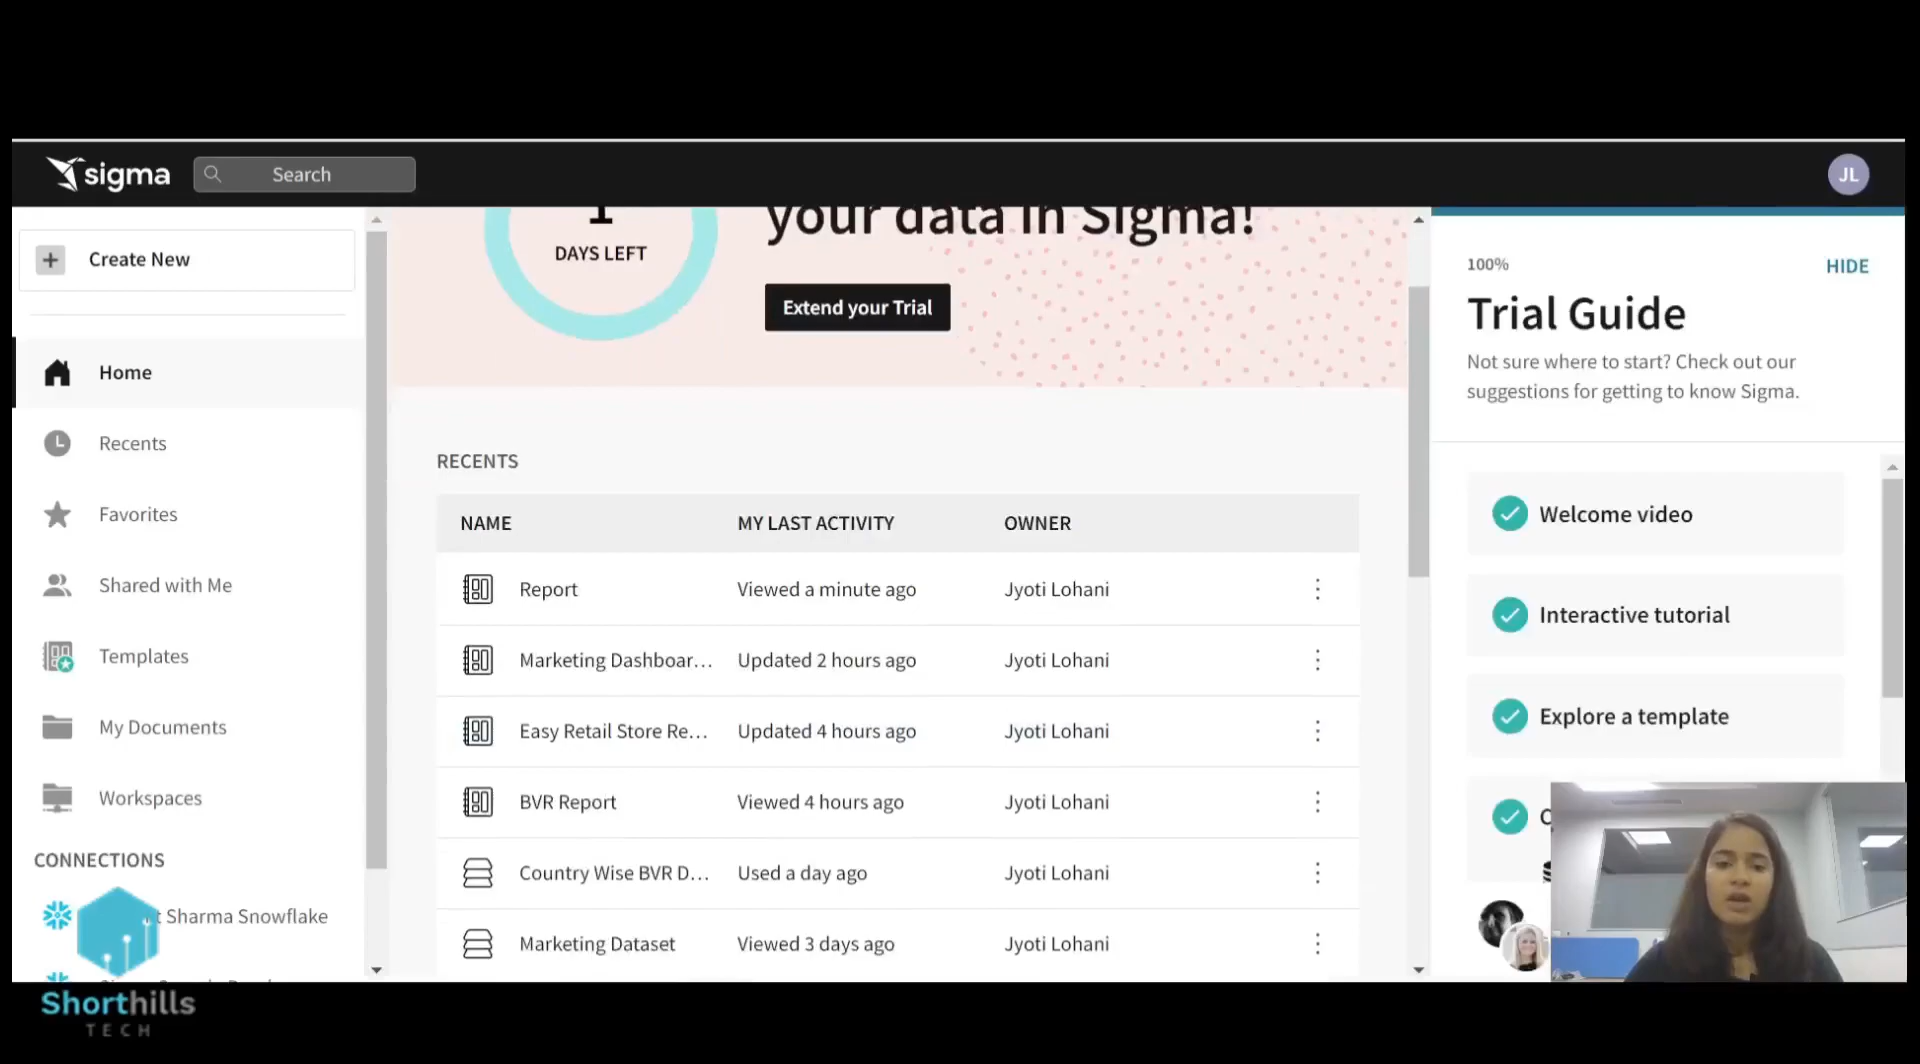 sigma
Search
JL
Create New
Home
Recents
Favorites
Shared with Me
Templates
My Documents
Workspaces
CONNECTIONS
t Sharma Snowflake
1
DAYS LEFT
your data in Sigma!
Extend your Trial
RECENTS
NAME MY LAST ACTIVITY OWNER
Report Viewed a minute ago Jyoti Lohani
Marketing Dashboar... Updated 2 hours ago Jyoti Lohani
Easy Retail Store Re... Updated 4 hours ago Jyoti Lohani
BVR Report Viewed 4 hours ago Jyoti Lohani
Country Wise BVR D... Used a day ago Jyoti Lohani
Marketing Dataset Viewed 3 days ago Jyoti Lohani
100%
HIDE
Trial Guide
Not sure where to start? Check out our
suggestions for getting to know Sigma.
Welcome video
Interactive tutorial
Explore a template
Shorthills
TECH